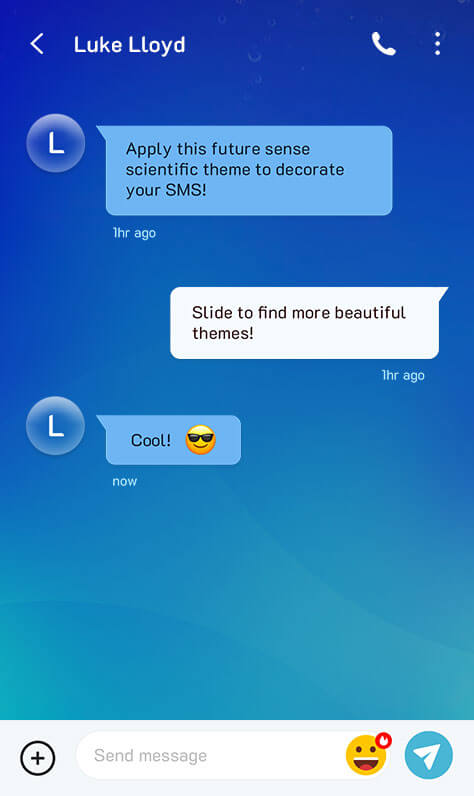 Luke Lloyd
L
Apply this future sense
scientific theme to decorate
your SMS!
1hr ago
Slide to find more beautiful
themes!
1hr ago
L
Cool! 😎
now
Send message